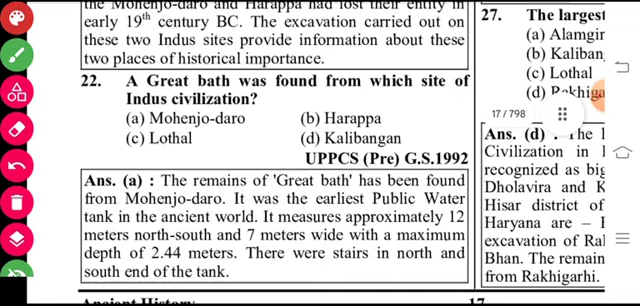 the Mohenjo-daro and Harappa had lost their entity in
early 19th century BC. The excavation carried out on
these two Indus sites provide information about these
two places of historical importance.
22. A Great bath was found from which site of
Indus civilization?
(a) Mohenjo-daro (b) Harappa
(c) Lothal (d) Kalibangan
UPPCS (Pre) G.S.1992
Ans. (a) : The remains of 'Great bath' has been found
from Mohenjo-daro. It was the earliest Public Water
tank in the ancient world. It measures approximately 12
meters north-south and 7 meters wide with a maximum
depth of 2.44 meters. There were stairs in north and
south end of the tank.
Ancient History
17
27. The largest
(a) Alamgir
(b) Kaliban
(c) Lothal
(d)
17 / 798
Ans. (d)
Civilization in
recognized as big
Dholavira and K
Hisar district of
Haryana are –
excavation of Ral
Bhan. The remain
from Rakhigarhi.